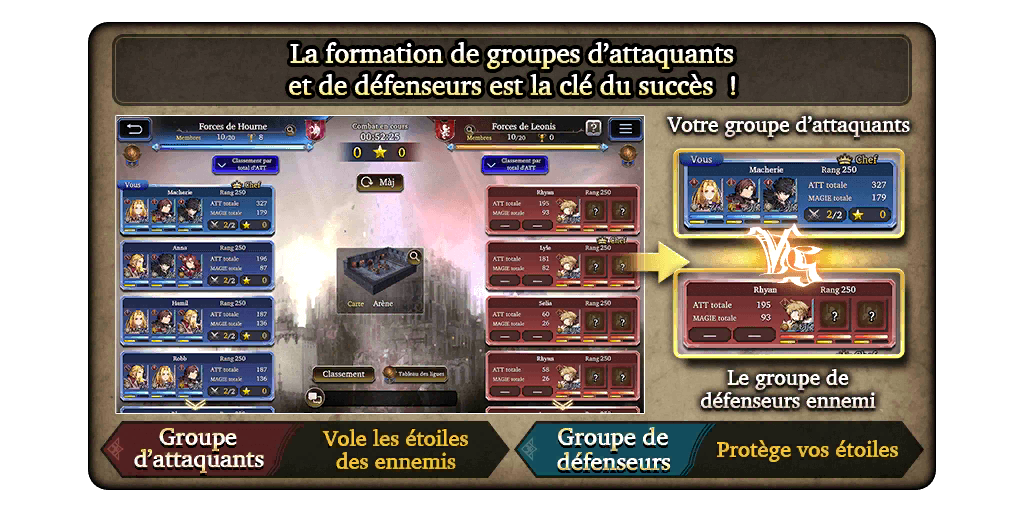 La formation de groupes d'attaquants
et de défenseurs est la clé du succès !
Forces de Hourne
Membres 10/20 8
Combat en cours
00:52:25
Forces de Leonis
Membres 10/20 0
?
0 ★ 0
Classement par
total d'ATT
Classement par
total d'ATT
Màj
Vous
Chef
Macherie Rang 250
ATT totale 327
MAGIE totale 179
2/2 ★ 0
Anna Rang 250
ATT totale 196
MAGIE totale 87
2/2 ★ 0
Hamil Rang 250
ATT totale 187
MAGIE totale 136
2/2 ★ 0
Robb Rang 250
ATT totale 187
MAGIE totale 136
2/2 ★ 0
Carte Arène
Classement
Tableau des ligues
Rhyan Rang 250
ATT totale 195
MAGIE totale 93
— — ? ?
Chef
Lyle Rang 250
ATT totale 181
MAGIE totale 82
— — ? ?
Selia Rang 250
ATT totale 60
MAGIE totale 26
— — ? ?
Rhyan Rang 250
ATT totale 58
MAGIE totale 26
— — ? ?
Votre groupe d'attaquants
Vous
Chef
Macherie Rang 250
ATT totale 327
MAGIE totale 179
2/2 ★ 0
VS
Rhyan Rang 250
ATT totale 195
MAGIE totale 93
— — ? ?
Le groupe de
défenseurs ennemi
Groupe
d'attaquants
Vole les étoiles
des ennemis
Groupe de
défenseurs
Protège vos étoiles